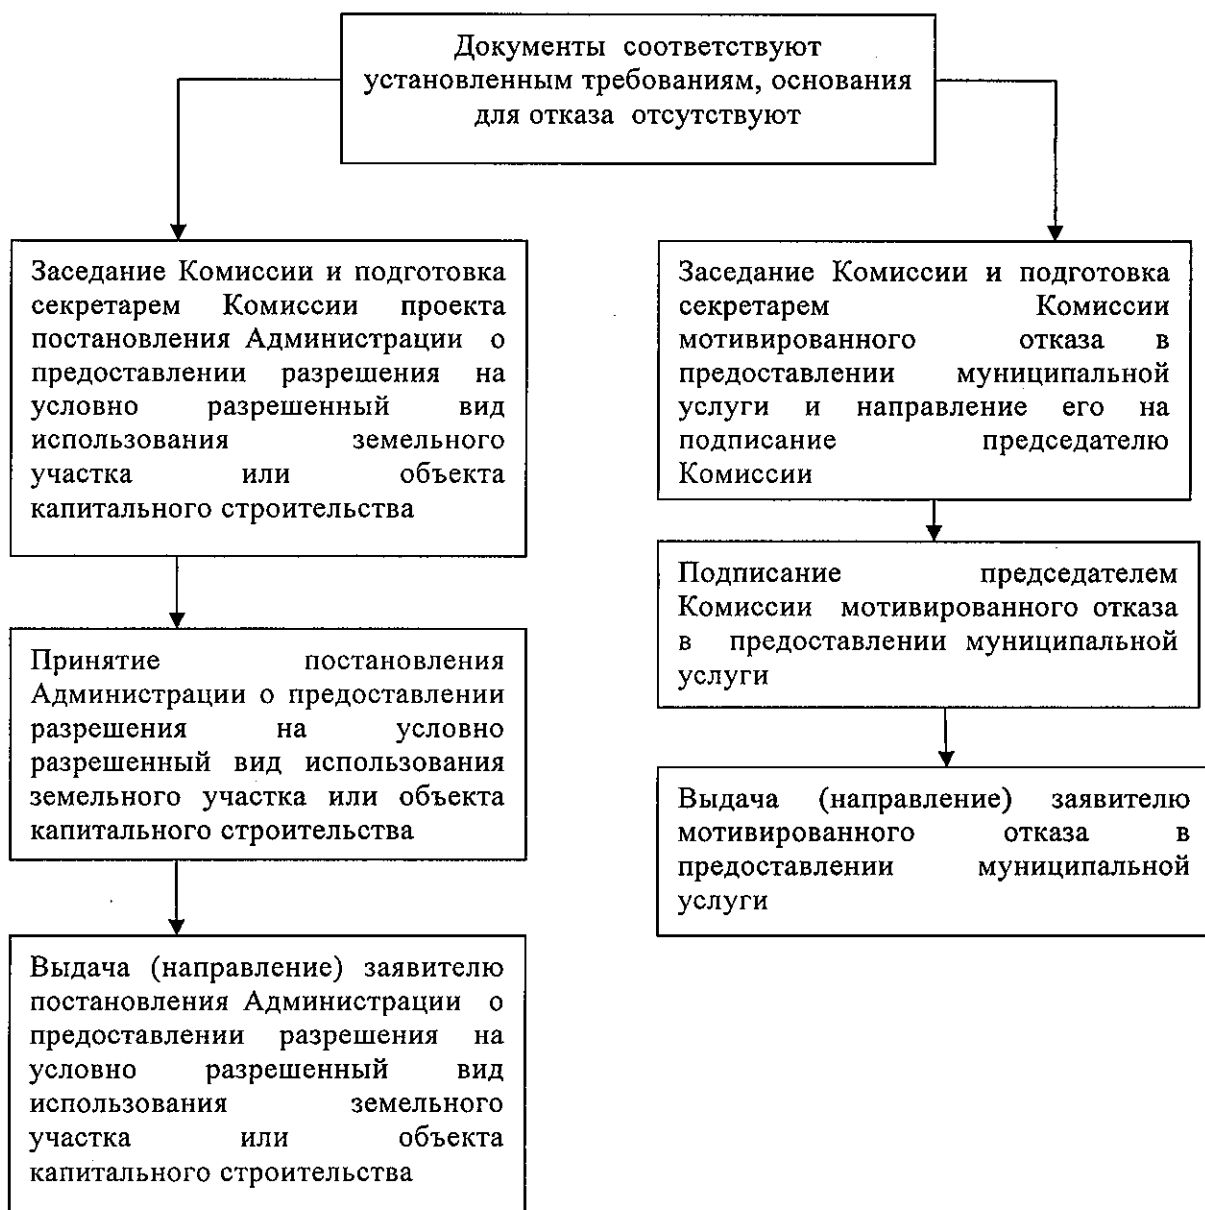 Документы соответствуют
установленным требованиям, основания
для отказа отсутствуют
Заседание Комиссии и подготовка
секретарем Комиссии проекта
постановления Администрации о
предоставлении разрешения на
условно разрешенный вид
использования земельного
участка или объекта
капитального строительства
Принятие постановления
Администрации о предоставлении
разрешения на условно
разрешенный вид использования
земельного участка или объекта
капитального строительства
Выдача (направление) заявителю
постановления Администрации о
предоставлении разрешения на
условно разрешенный вид
использования земельного
участка или объекта
капитального строительства
Заседание Комиссии и подготовка
секретарем Комиссии
мотивированного отказа в
предоставлении муниципальной
услуги и направление его на
подписание председателю
Комиссии
Подписание председателем
Комиссии мотивированного отказа
в предоставлении муниципальной
услуги
Выдача (направление) заявителю
мотивированного отказа в
предоставлении муниципальной
услуги